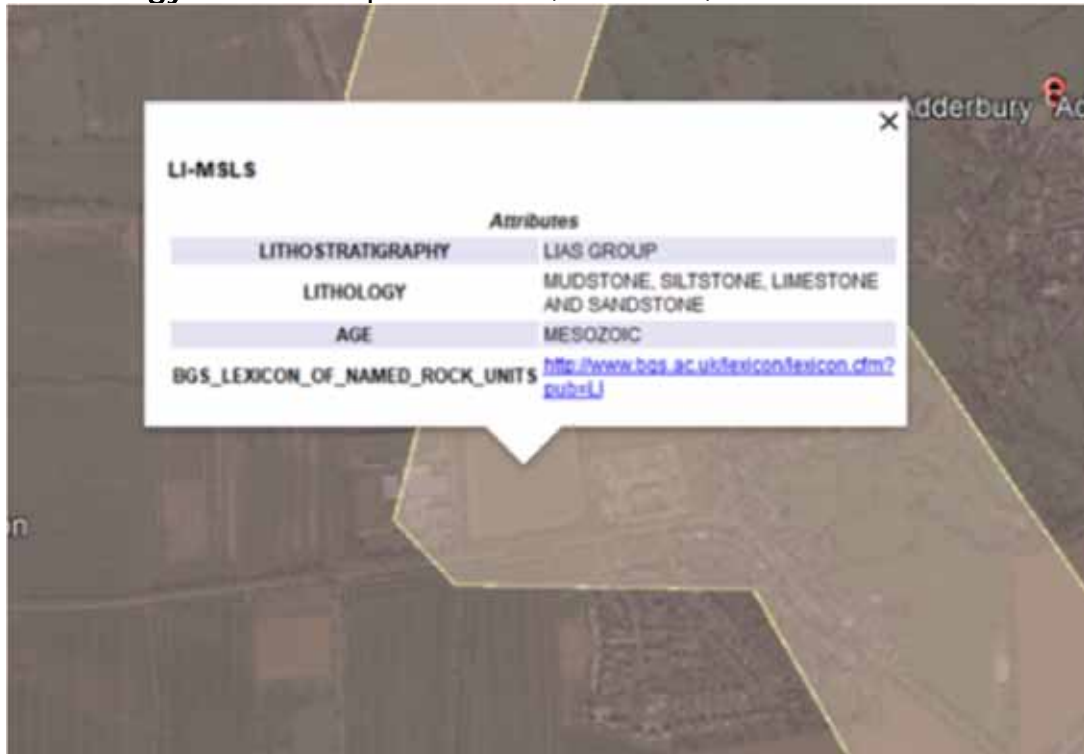 Adderbury
×
LI-MSLS
Attributes
LITHOSTRATIGRAPHY LIAS GROUP
LITHOLOGY MUDSTONE, SILTSTONE, LIMESTONE
AND SANDSTONE
AGE MESOZOIC
BGS_LEXICON_OF_NAMED_ROCK_UNITS http://www.bgs.ac.uk/lexicon/lexicon.cfm?
pub=LI